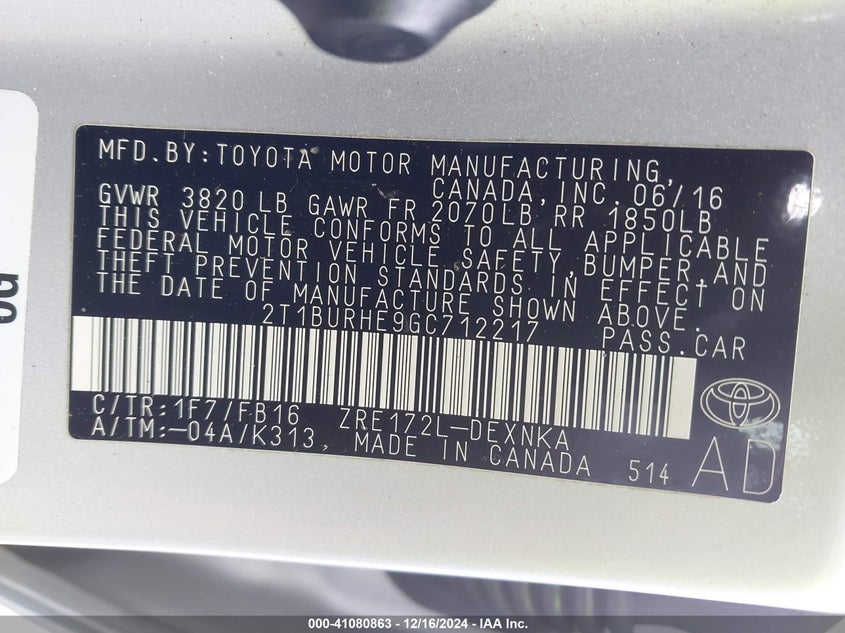 MFD.BY:TOYOTA MOTOR MANUFACTURING,
CANADA,INC. 06/16
GVWR 3820 LB GAWR FR 2070LB RR 1850LB
THIS VEHICLE CONFORMS TO ALL APPLICABLE
FEDERAL MOTOR VEHICLE SAFETY,BUMPER,AND
THEFT PREVENTION STANDARDS IN EFFECT ON
THE DATE OF MANUFACTURE SHOWN ABOVE.
2T1BURHE9GC712217 PASS.CAR
C/TR:1F7/FB16 ZRE172L-DEXNKA
A/TM:-04A/K313, MADE IN CANADA 514
AD
000-41080863 - 12/16/2024 - IAA Inc.